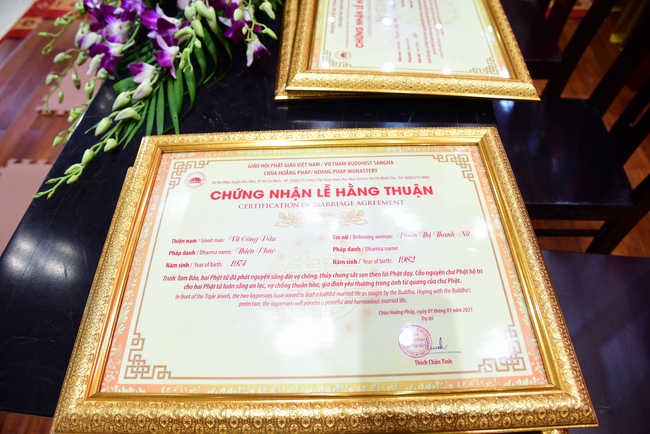 CHỨNG NHẬN LỄ HẰNG
GIÁO HỘI PHẬT GIÁO VIỆT NAM / VIETNAM BUDDHIST SANGHA
CHÙA HOẰNG PHÁP/ HOANG PHAP MONASTERY
CHỨNG NHẬN LỄ HẰNG THUẬN
CERTIFICATION OF MARRIAGE AGREEMENT
Thiện nam / Good man: Vũ Công Dân
Tín nữ / Believing woman: Đoàn Thị Thanh Nữ
Pháp danh / Dharma name: Thiện Phúc
Pháp danh / Dharma name:
Năm sinh / Year of birth: 1974
Năm sinh / Year of birth: 1982
Trước Tam Bảo, hai Phật tử đã phát nguyện sống đời vợ chồng, thủy chung sắt son theo lời Phật dạy. Cầu nguyện chư Phật hộ trì
cho hai Phật tử luôn sống an lạc, vợ chồng thuận hòa, gia đình yêu thương trong ánh từ quang của chư Phật.
In front of the Triple Jewels, the two laypersons have vowed to lead a faithful married life as taught by the Buddha. Hoping with the Buddha's
protection, the laypersons will possess a peaceful and harmonious married life.
Chùa Hoằng Pháp, ngày 01 tháng 01 năm 2021
Trụ trì
Thích Chân Tính